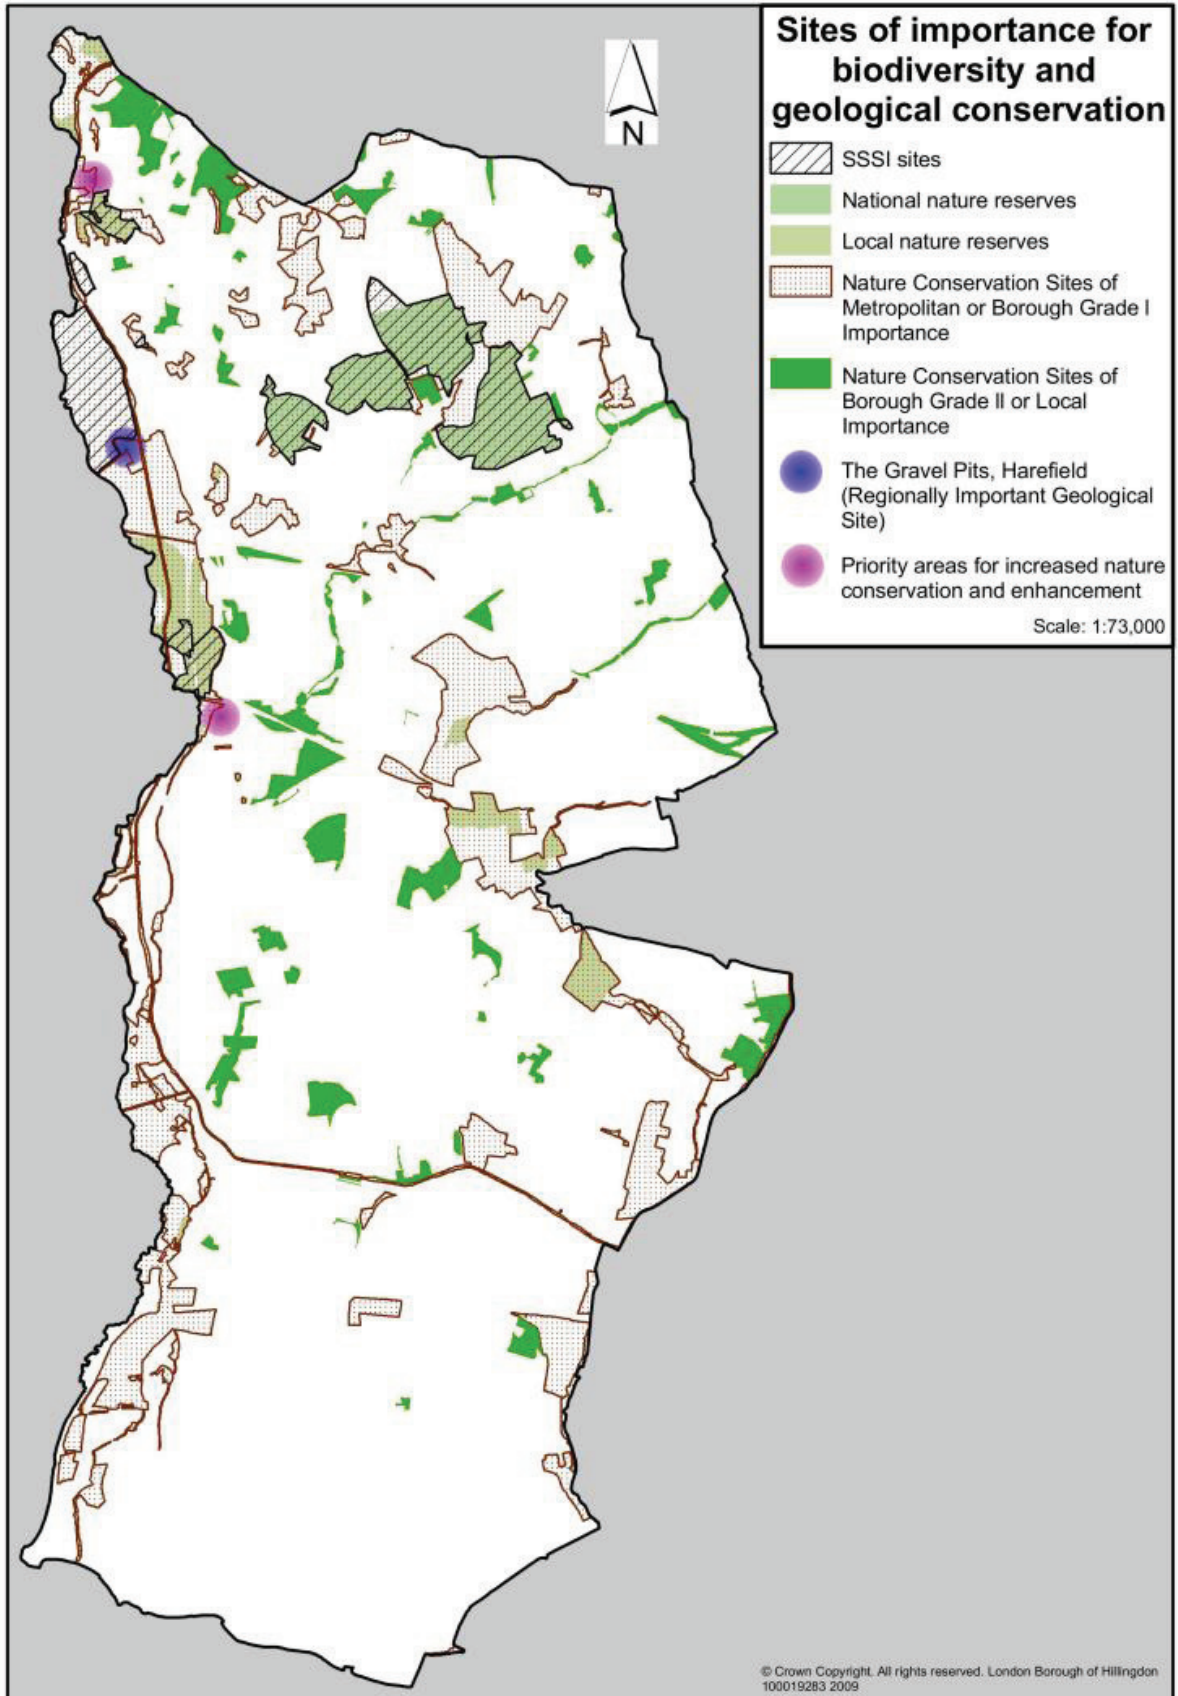 Sites of importance for
biodiversity and
geological conservation
N
SSSI sites
National nature reserves
Local nature reserves
Nature Conservation Sites of
Metropolitan or Borough Grade I
Importance
Nature Conservation Sites of
Borough Grade II or Local
Importance
The Gravel Pits, Harefield
(Regionally Important Geological
Site)
Priority areas for increased nature
conservation and enhancement
Scale: 1:73,000
© Crown Copyright. All rights reserved. London Borough of Hillingdon
100019283 2009